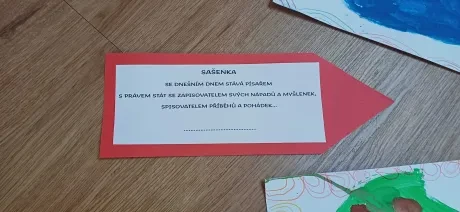 SAŠENKA
SE DNEŠNÍM DNEM STÁVÁ PÍSAŘEM
S PRÁVEM STÁT SE ZAPISOVATELEM SVÝCH NÁPADŮ A MYŠLENEK,
SPISOVATELEM PŘÍBĚHŮ A POHÁDEK...
................................